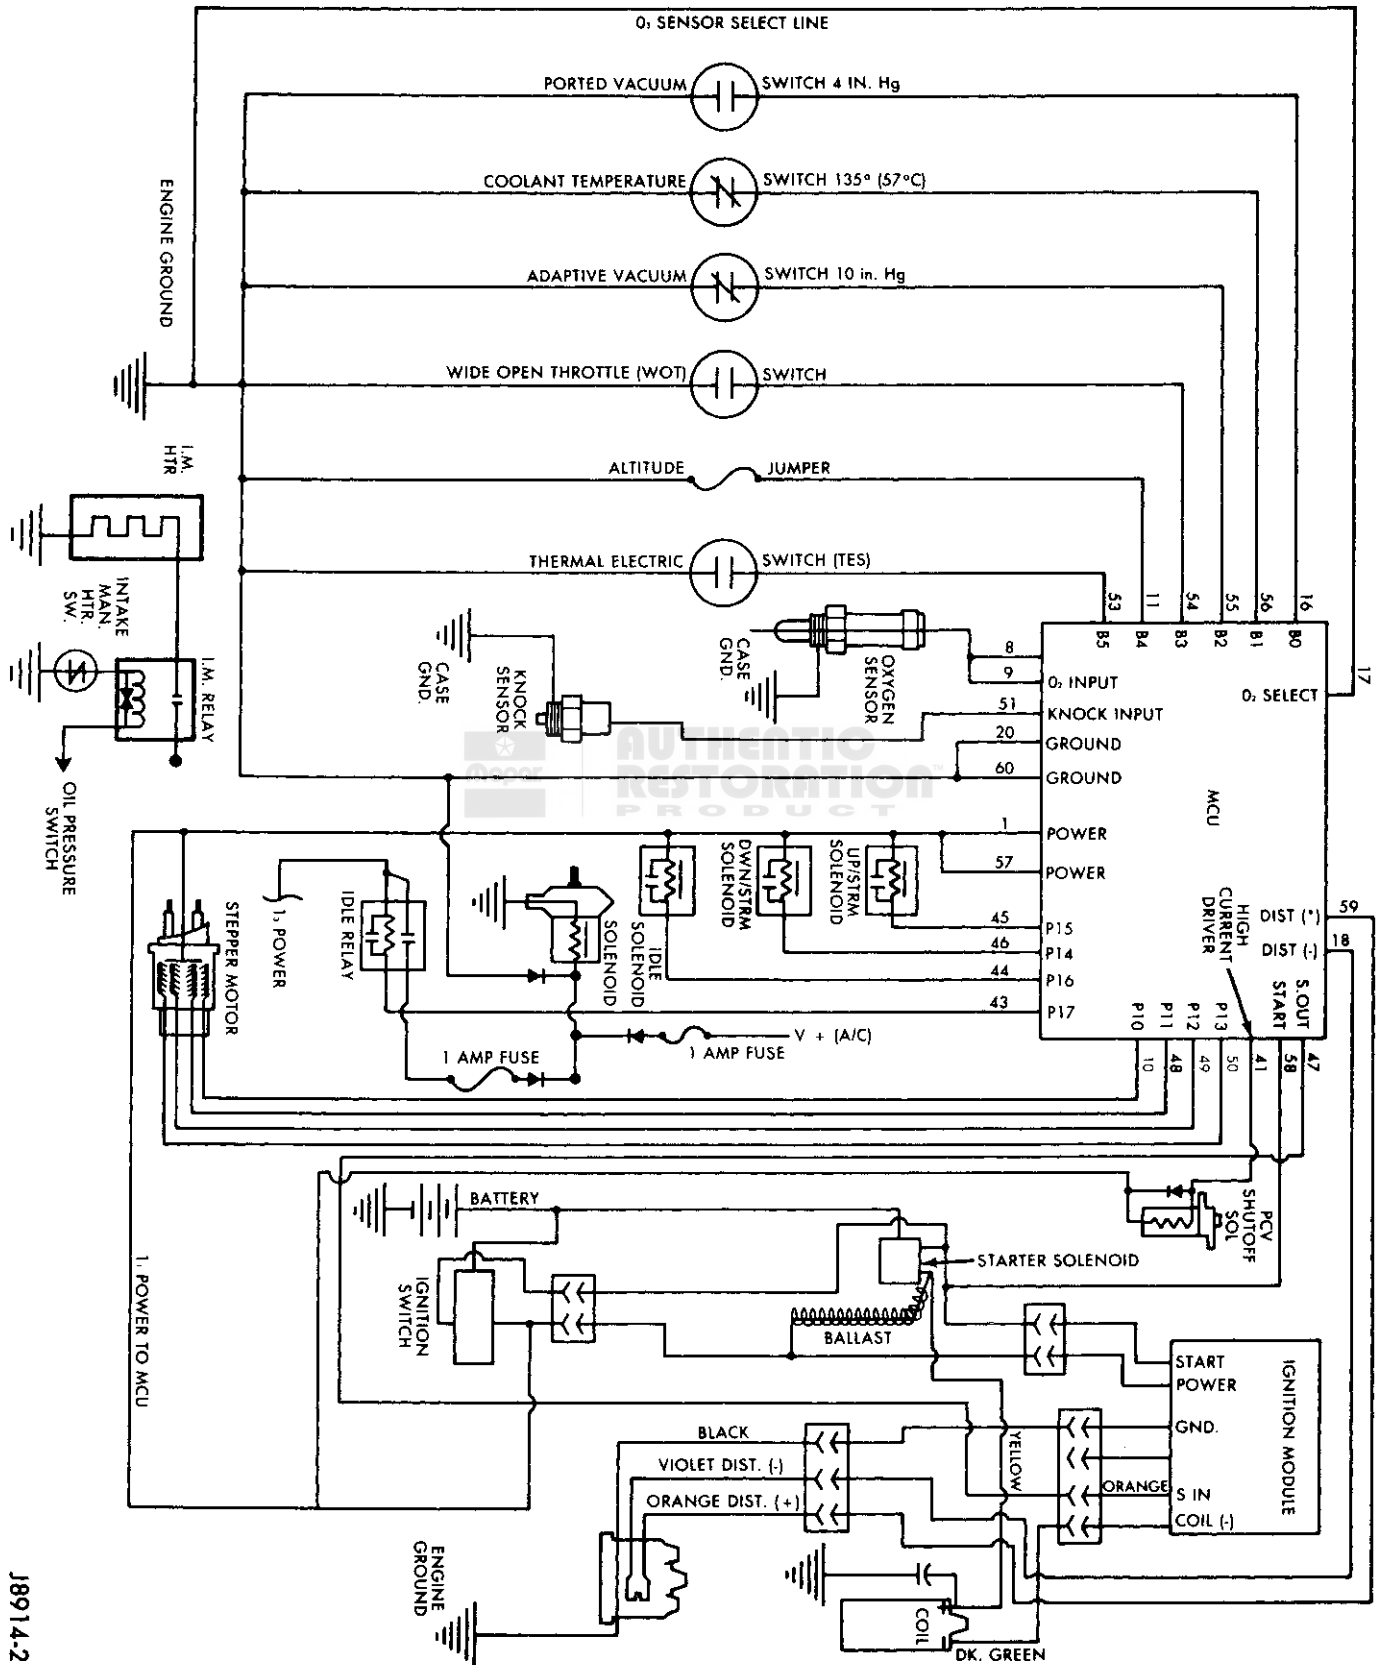 O₂ SENSOR SELECT LINE
PORTED VACUUM
SWITCH 4 IN. Hg
COOLANT TEMPERATURE
SWITCH 135° (57°C)
ADAPTIVE VACUUM
SWITCH 10 in. Hg
WIDE OPEN THROTTLE (WOT)
SWITCH
ALTITUDE
JUMPER
THERMAL ELECTRIC
SWITCH (TES)
ENGINE GROUND
I.M.
HTR
INTAKE
MAN.
HTR.
SW.
I.M. RELAY
OIL PRESSURE
SWITCH
CASE
GND.
KNOCK
SENSOR
CASE
GND.
OXYGEN
SENSOR
53
11
54
55
56
16
17
B5
B4
B3
B2
B1
B0
O₂ SELECT
8
9
O₂ INPUT
51
KNOCK INPUT
20
GROUND
60
GROUND
MCU
1
POWER
57
POWER
45
P15
46
P14
44
P16
43
P17
HIGH
CURRENT
DRIVER
DIST (+)
59
DIST (-)
18
S.OUT
START
P10
P11
P12
P13
10
48
49
50
41
58
47
Mopar
AUTHENTIC
RESTORATION™
PRODUCT
UP/STRM
SOLENOID
DWN/STRM
SOLENOID
IDLE
SOLENOID
SOLENOID
IDLE RELAY
1₃ POWER
STEPPER MOTOR
V + (A/C)
1 AMP FUSE
1 AMP FUSE
PCV
SHUTOFF
SOL
BATTERY
STARTER SOLENOID
IGNITION
SWITCH
BALLAST
1₁ POWER TO MCU
START
POWER
GND.
ORANGE
S IN
COIL (-)
IGNITION MODULE
YELLOW
BLACK
VIOLET DIST. (-)
ORANGE DIST. (+)
ENGINE
GROUND
COIL
+
-
DK. GREEN
J8914-2